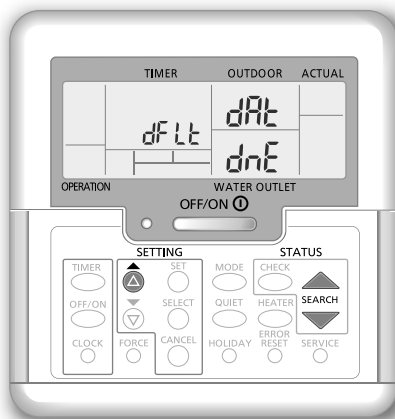 TIMER OUTDOOR ACTUAL
dAt
dFLt
dnE
OPERATION WATER OUTLET
OFF/ON
SETTING STATUS
TIMER SET MODE CHECK
OFF/ON SELECT QUIET HEATER SEARCH
CLOCK FORCE CANCEL HOLIDAY ERROR RESET SERVICE